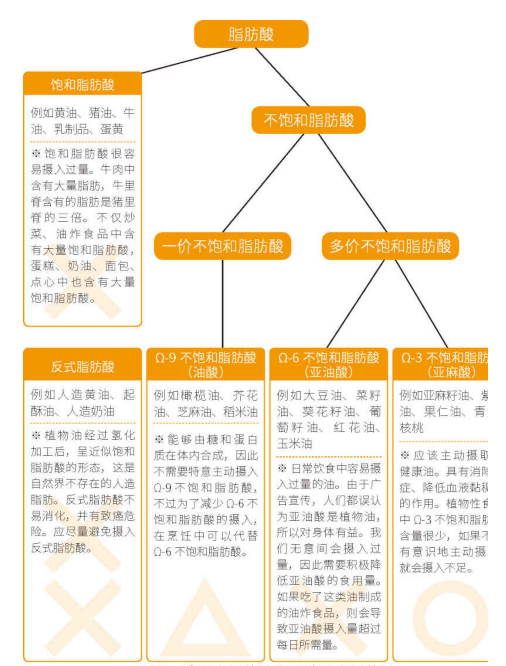 脂肪酸
饱和脂肪酸
例如黄油、猪油、牛
油、乳制品、蛋黄
※饱和脂肪酸很容
易摄入过量。牛肉中
含有大量脂肪，牛里
脊含有的脂肪是猪里
脊的三倍。不仅炒
菜、油炸食品中含
有大量饱和脂肪酸，
蛋糕、奶油、面包、
点心中也含有大量
饱和脂肪酸。
不饱和脂肪酸
一价不饱和脂肪酸
多价不饱和脂肪酸
反式脂肪酸
例如人造黄油、起
酥油、人造奶油
※植物油经过氢化
加工后，呈近似饱和
脂肪酸的形态，这是
自然界不存在的人造
脂肪。反式脂肪酸不
易消化，并有致癌危
险。应尽量避免摄入
反式脂肪酸。
Ω-9 不饱和脂肪酸
（油酸）
例如橄榄油、芥花
油、芝麻油、稻米油
※能够由糖和蛋白
质在体内合成，因此
不需要特意主动摄入
Ω-9不饱和脂肪酸，
不过为了减少Ω-6不
饱和脂肪酸的摄入，
在烹饪中可以代替
Ω-6不饱和脂肪酸。
Ω-6 不饱和脂肪酸
（亚油酸）
例如大豆油、菜籽
油、葵花籽油、葡
萄籽油、红花油、
玉米油
※日常饮食中容易摄
入过量的油。由于广
告宣传，人们都误认
为亚油酸是植物油，
所以对身体有益。我
们无意间会摄入过
量，因此需要积极降
低亚油酸的食用量。
如果吃了这类油制成
的油炸食品，则会导
致亚油酸摄入量超过
每日所需量。
Ω-3 不饱和脂肪
（亚麻酸）
例如亚麻籽油、紫
油、果仁油、青
核桃
※应该主动摄取
健康油。具有消除
症、降低血液黏稠
的作用。植物性食
中Ω-3不饱和脂肪
含量很少，如果不
有意识地主动摄
就会摄入不足。